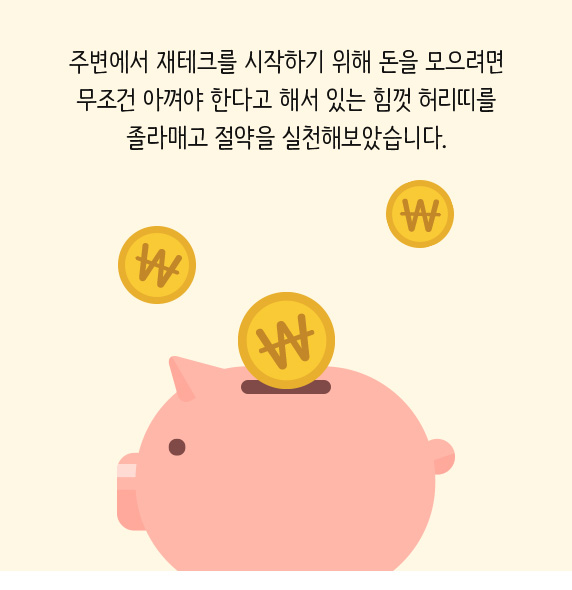 주변에서 재테크를 시작하기 위해 돈을 모으려면
무조건 아껴야 한다고 해서 있는 힘껏 허리띠를
졸라매고 절약을 실천해보았습니다.
₩
₩
₩